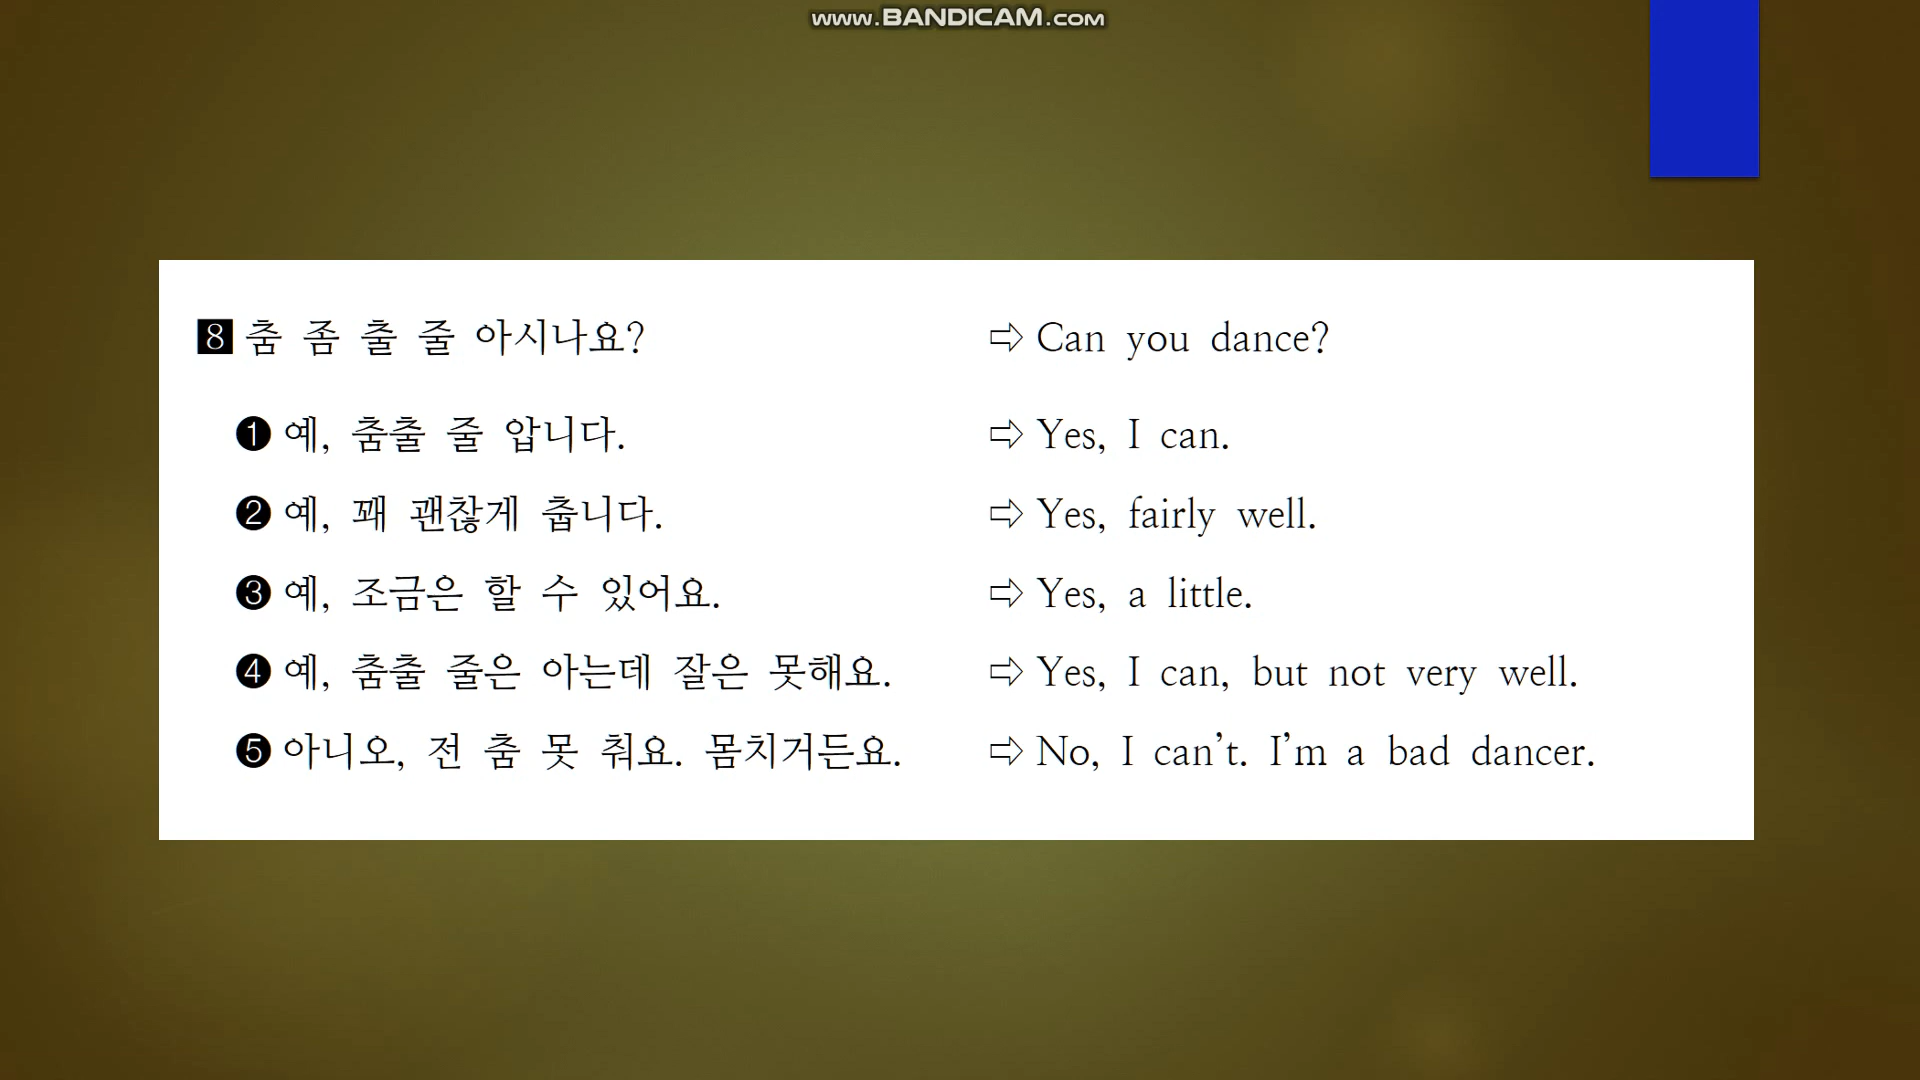 www.BANDICAM.com
8 춤 좀 출 줄 아시나요? ⇨ Can you dance?
❶ 예, 춤출 줄 압니다. ⇨ Yes, I can.
❷ 예, 꽤 괜찮게 춥니다. ⇨ Yes, fairly well.
❸ 예, 조금은 할 수 있어요. ⇨ Yes, a little.
❹ 예, 춤출 줄은 아는데 잘은 못해요. ⇨ Yes, I can, but not very well.
❺ 아니오, 전 춤 못 춰요. 몸치거든요. ⇨ No, I can't. I'm a bad dancer.